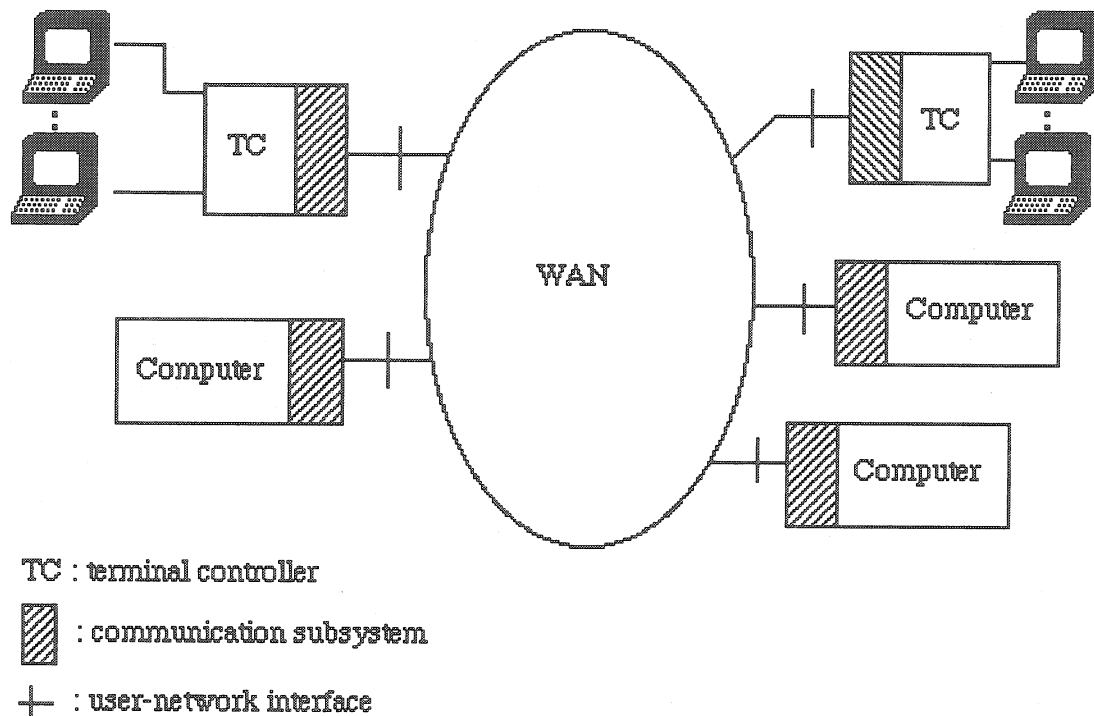 TC
TC
WAN
Computer
Computer
Computer
TC : terminal controller
: communication subsystem
: user-network interface